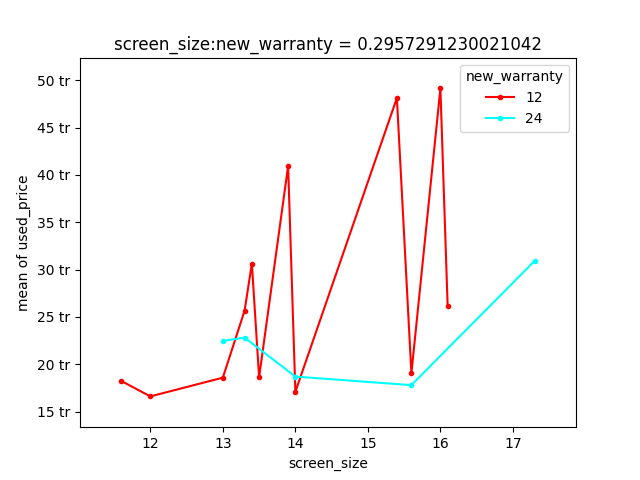 screen_size:new_warranty = 0.2957291230021042
new_warranty
12
24
50 tr
45 tr
40 tr
35 tr
30 tr
25 tr
20 tr
15 tr
mean of used_price
12 13 14 15 16 17
screen_size